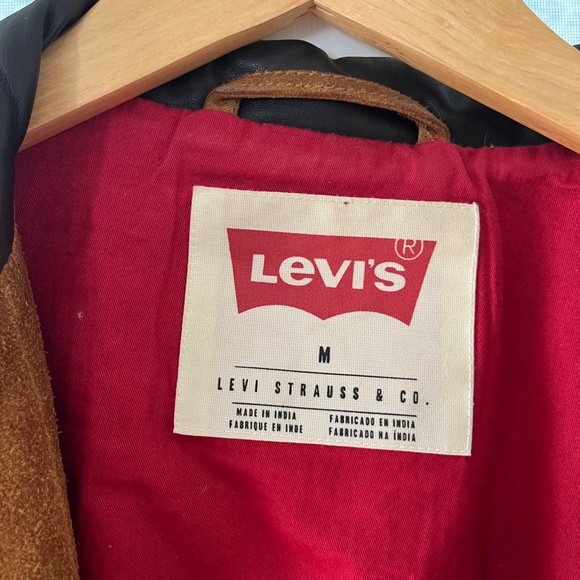 LEVI'S ®
M
LEVI STRAUSS & CO.
MADE IN INDIA FABRICADO EN INDIA
FABRIQUE EN INDE FABRICADO NA ÍNDIA